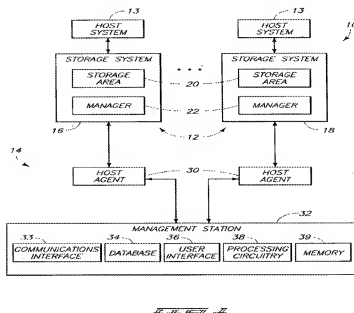 HOST SYSTEM
13
HOST SYSTEM
13
10
STORAGE SYSTEM
STORAGE SYSTEM
STORAGE AREA
20
STORAGE AREA
MANAGER
22
MANAGER
16
12
18
14
HOST AGENT
30
HOST AGENT
32
MANAGEMENT STATION
33
34
36
38
39
COMMUNICATIONS INTERFACE
DATABASE
USER INTERFACE
PROCESSING CIRCUITRY
MEMORY